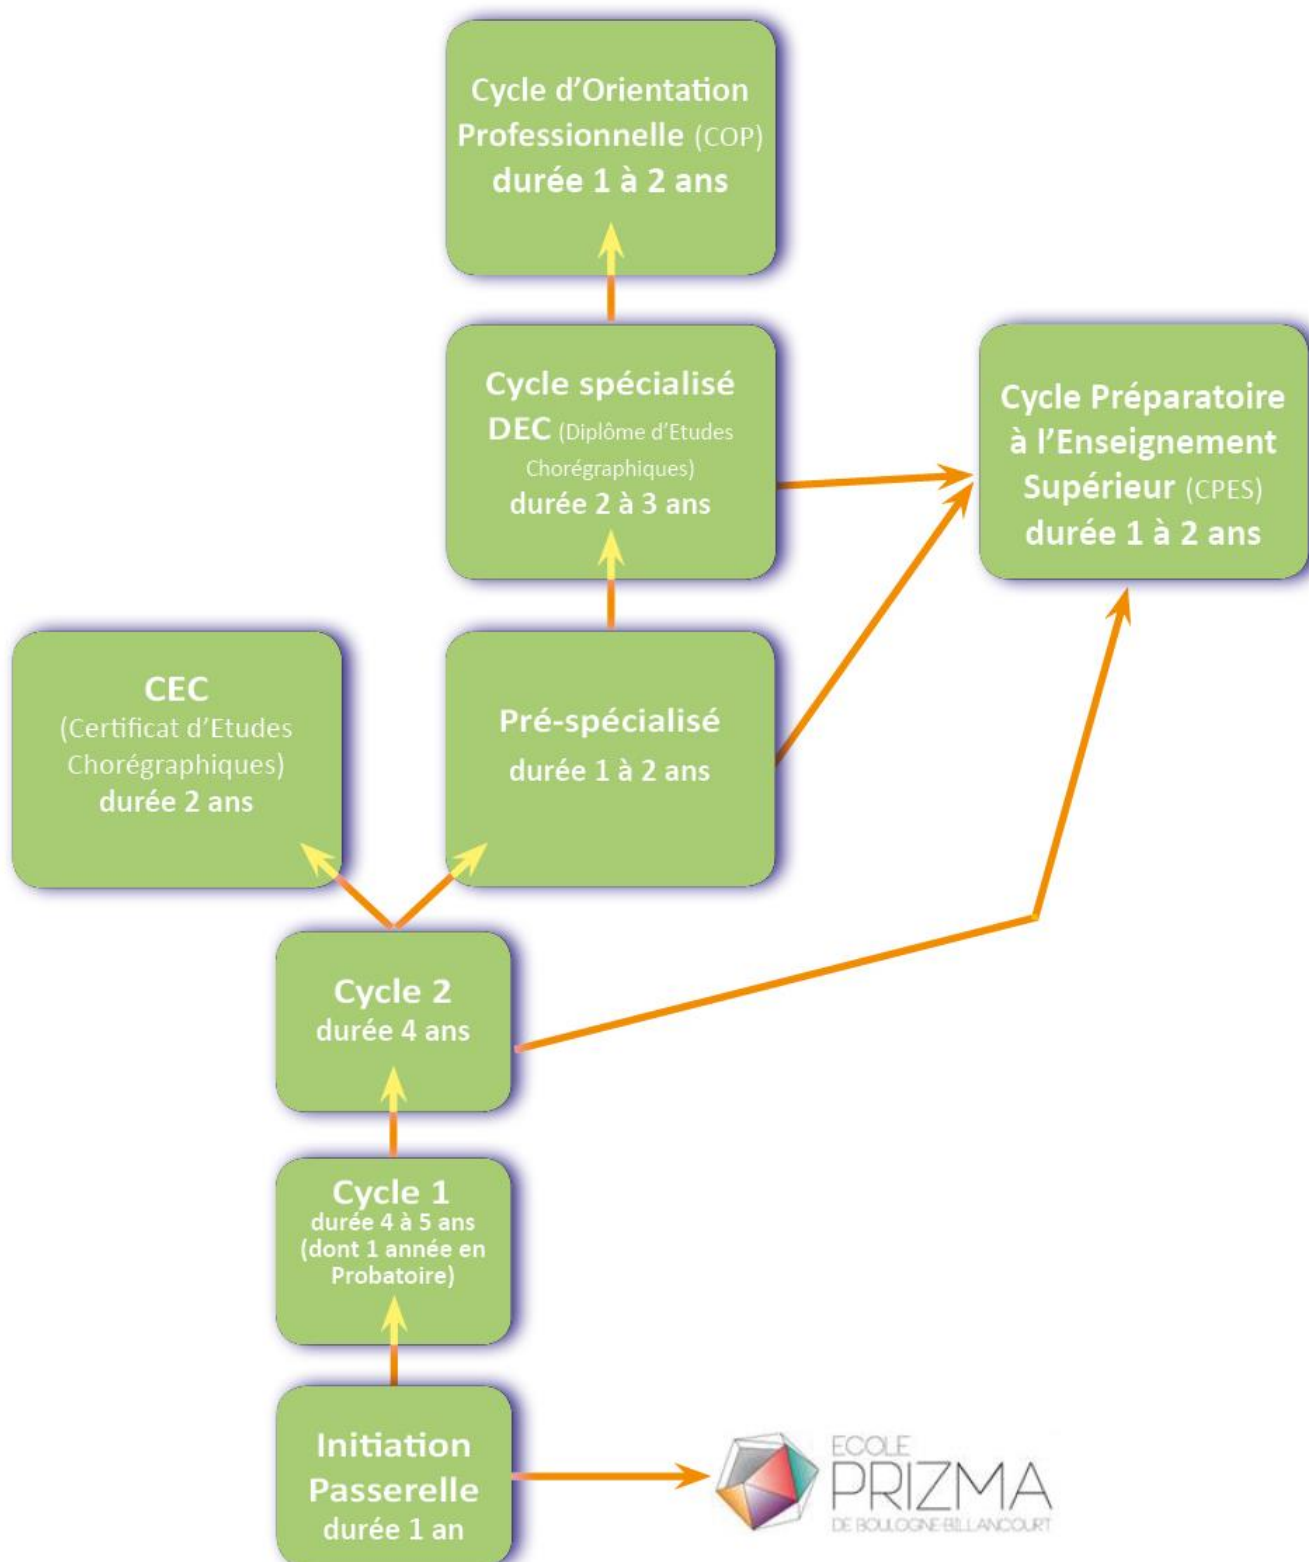 Cycle d'Orientation
Professionnelle (COP)
durée 1 à 2 ans
Cycle spécialisé
DEC (Diplôme d'Etudes
Chorégraphiques)
durée 2 à 3 ans
Cycle Préparatoire
à l'Enseignement
Supérieur (CPES)
durée 1 à 2 ans
CEC
(Certificat d'Etudes
Chorégraphiques)
durée 2 ans
Pré-spécialisé
durée 1 à 2 ans
Cycle 2
durée 4 ans
Cycle 1
durée 4 à 5 ans
(dont 1 année en
Probatoire)
Initiation
Passerelle
durée 1 an
ECOLE
PRIZMA
DE BOULOGNE-BILLANCOURT